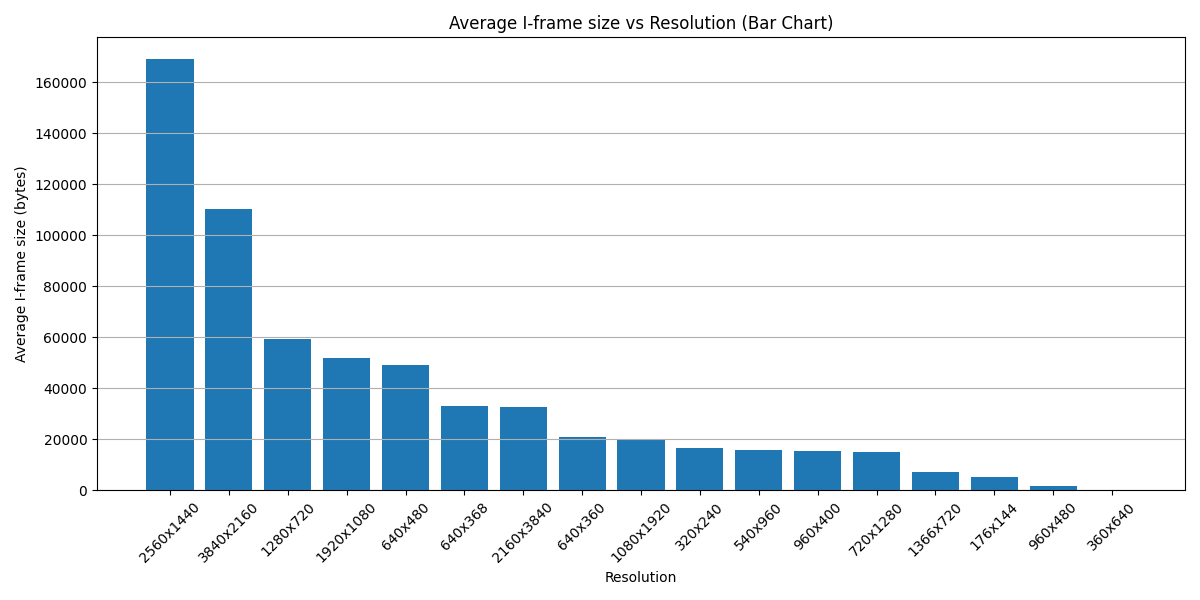 Average I-frame size vs Resolution (Bar Chart)
Average I-frame size (bytes)
160000
140000
120000
100000
80000
60000
40000
20000
0
2560x1440
3840x2160
1280x720
1920x1080
640x480
640x368
2160x3840
640x360
1080x1920
320x240
540x960
960x400
720x1280
1366x720
176x144
960x480
360x640
Resolution